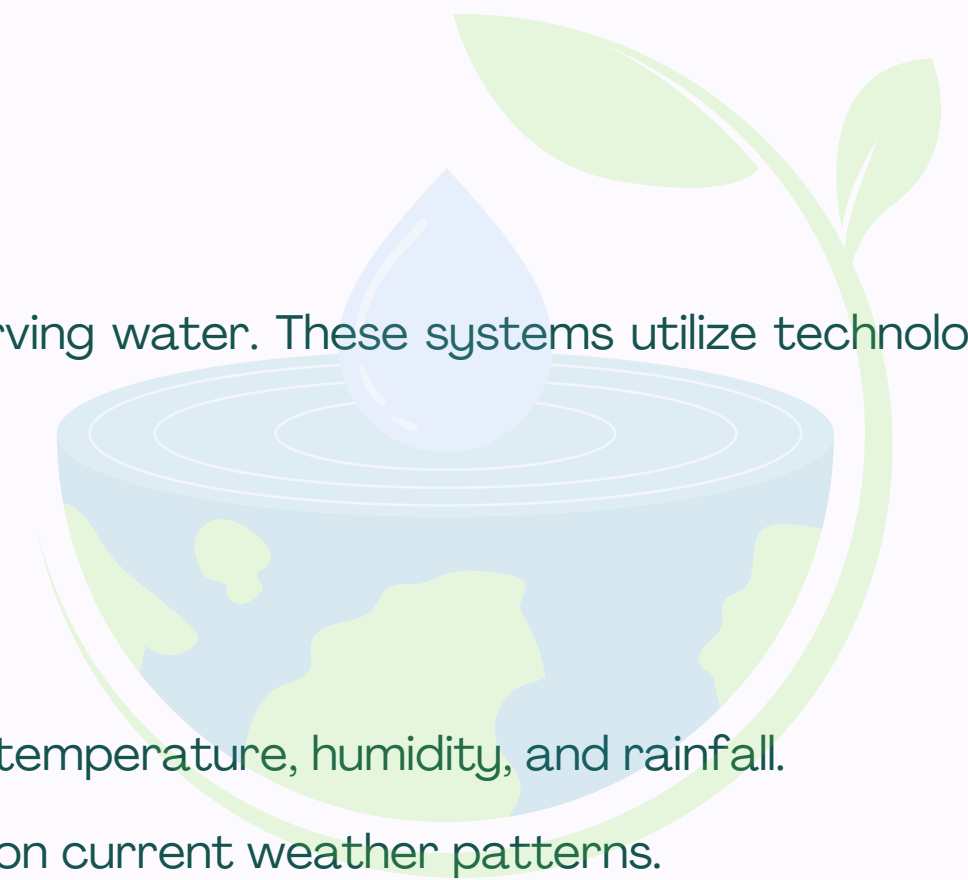 rving water. These systems utilize technolo
temperature, humidity, and rainfall.
on current weather patterns.